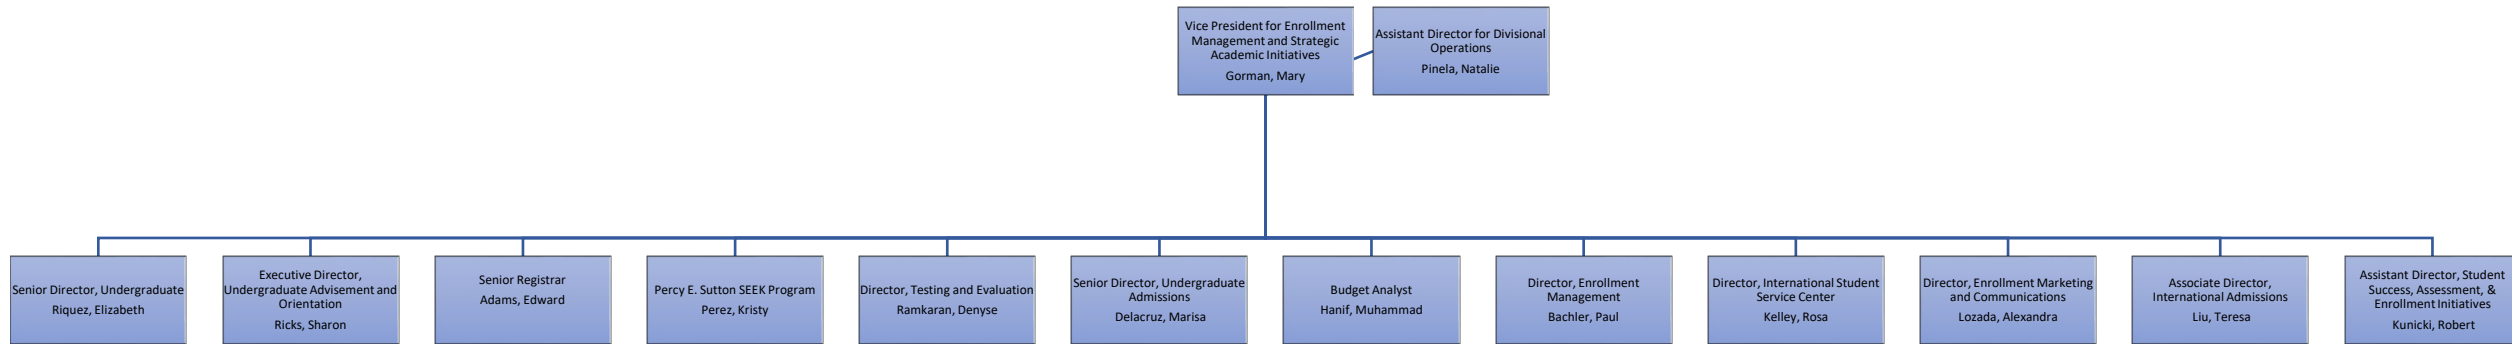 Vice President for Enrollment
Management and Strategic
Academic Initiatives
Gorman, Mary
Assistant Director for Divisional
Operations
Pinela, Natalie
Senior Director, Undergraduate
Riquez, Elizabeth
Executive Director,
Undergraduate Advisement and
Orientation
Ricks, Sharon
Senior Registrar
Adams, Edward
Percy E. Sutton SEEK Program
Perez, Kristy
Director, Testing and Evaluation
Ramkaran, Denyse
Senior Director, Undergraduate
Admissions
Delacruz, Marisa
Budget Analyst
Hanif, Muhammad
Director, Enrollment
Management
Bachler, Paul
Director, International Student
Service Center
Kelley, Rosa
Director, Enrollment Marketing
and Communications
Lozada, Alexandra
Associate Director,
International Admissions
Liu, Teresa
Assistant Director, Student
Success, Assessment, &
Enrollment Initiatives
Kunicki, Robert